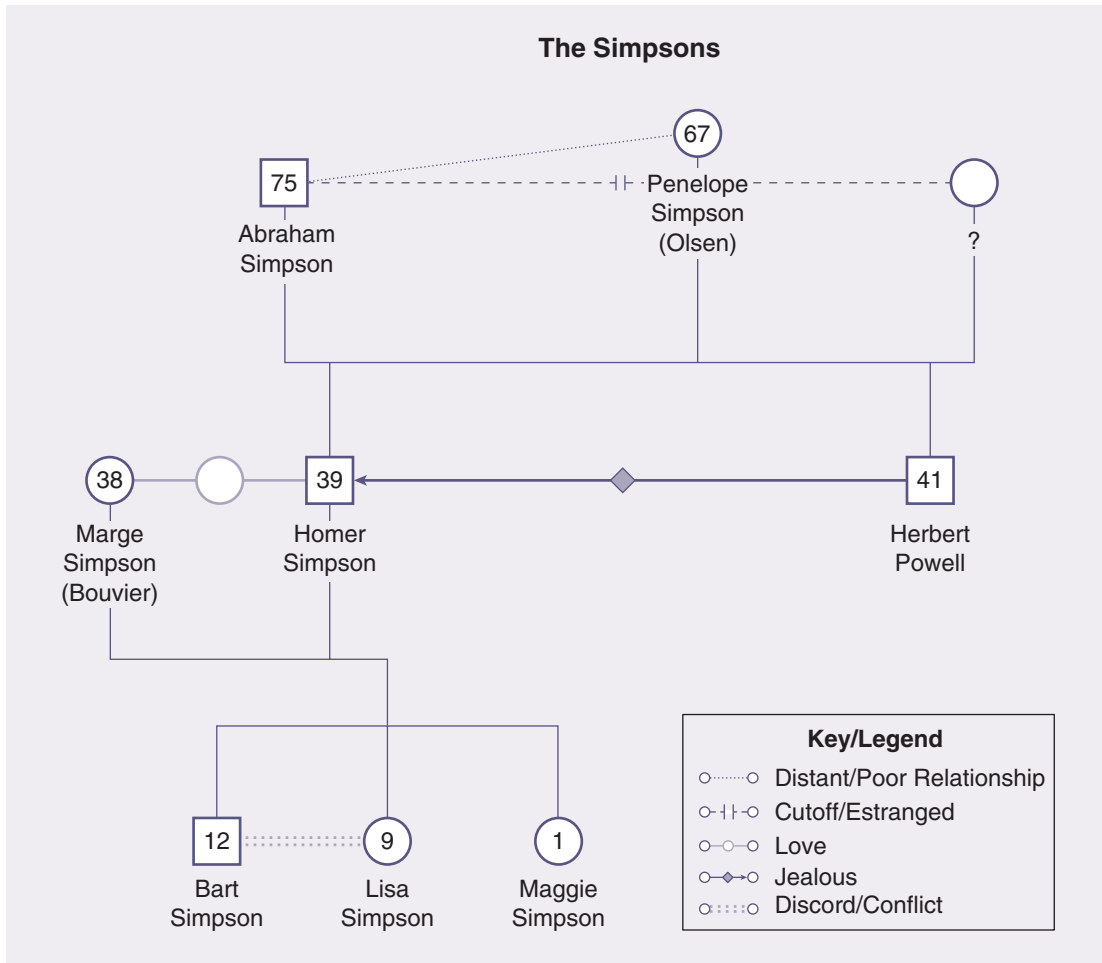 The Simpsons
67
75
Penelope
Simpson
(Olsen)
Abraham
Simpson
?
38
39
41
Marge
Simpson
(Bouvier)
Homer
Simpson
Herbert
Powell
12
9
1
Bart
Simpson
Lisa
Simpson
Maggie
Simpson
Key/Legend
Distant/Poor Relationship
Cutoff/Estranged
Love
Jealous
Discord/Conflict